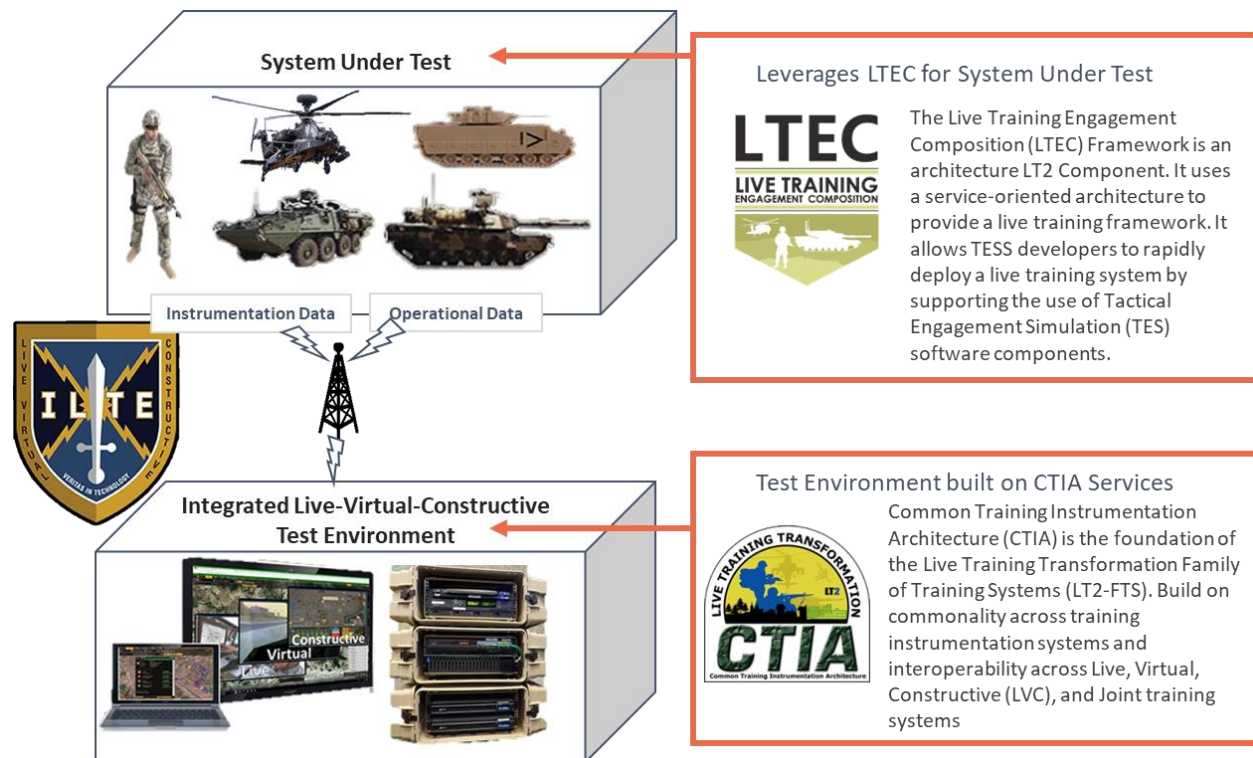 System Under Test
Instrumentation Data
Operational Data
LIVE VIRTUAL CONSTRUCTIVE
ILTE
VERITAS IN TECHNOLOGY
Integrated Live-Virtual-Constructive
Test Environment
Constructive
Virtual
Live
Leverages LTEC for System Under Test
LTEC
LIVE TRAINING
ENGAGEMENT COMPOSITION
The Live Training Engagement
Composition (LTEC) Framework is an
architecture LT2 Component. It uses
a service-oriented architecture to
provide a live training framework. It
allows TESS developers to rapidly
deploy a live training system by
supporting the use of Tactical
Engagement Simulation (TES)
software components.
Test Environment built on CTIA Services
LIVE TRAINING TRANSFORMATION
LT2
CTIA
Common Training Instrumentation Architecture
Common Training Instrumentation
Architecture (CTIA) is the foundation of
the Live Training Transformation Family
of Training Systems (LT2-FTS). Build on
commonality across training
instrumentation systems and
interoperability across Live, Virtual,
Constructive (LVC), and Joint training
systems